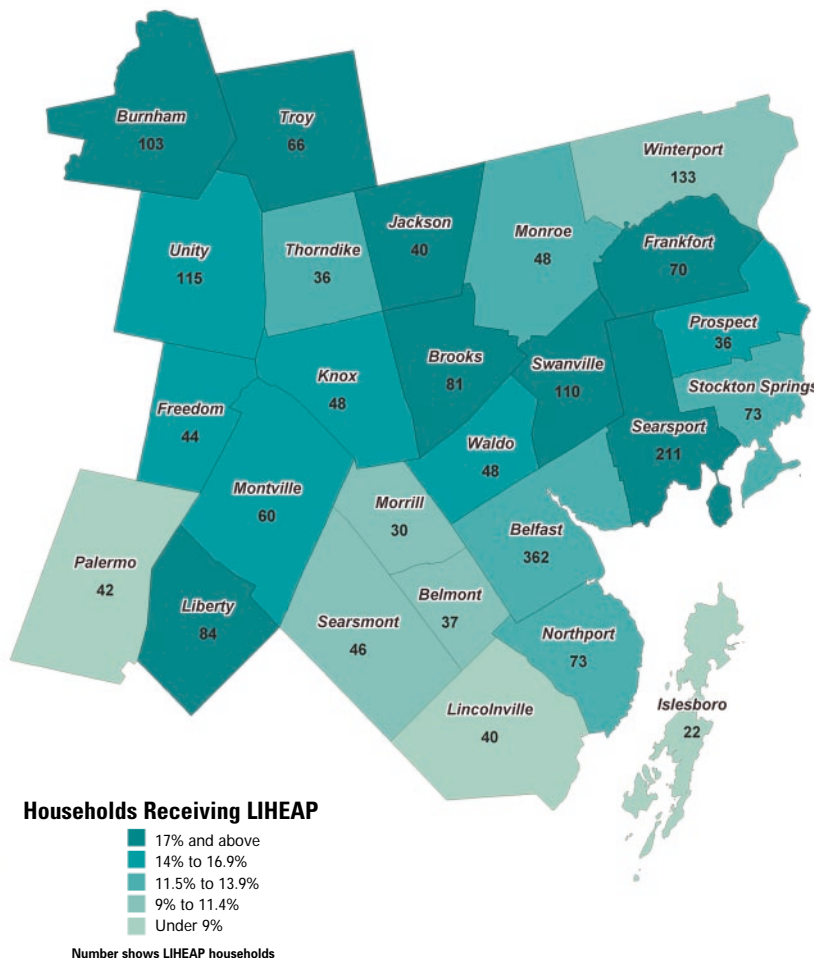 Burnham
103
Troy
66
Winterport
133
Unity
115
Thorndike
36
Jackson
40
Monroe
48
Frankfort
70
Prospect
36
Brooks
81
Swanville
110
Stockton Springs
73
Knox
48
Freedom
44
Searsport
211
Waldo
48
Montville
60
Morrill
30
Belfast
362
Palermo
42
Liberty
84
Belmont
37
Searsmont
46
Northport
73
Lincolnville
40
Islesboro
22
Households Receiving LIHEAP
17% and above
14% to 16.9%
11.5% to 13.9%
9% to 11.4%
Under 9%
Number shows LIHEAP households